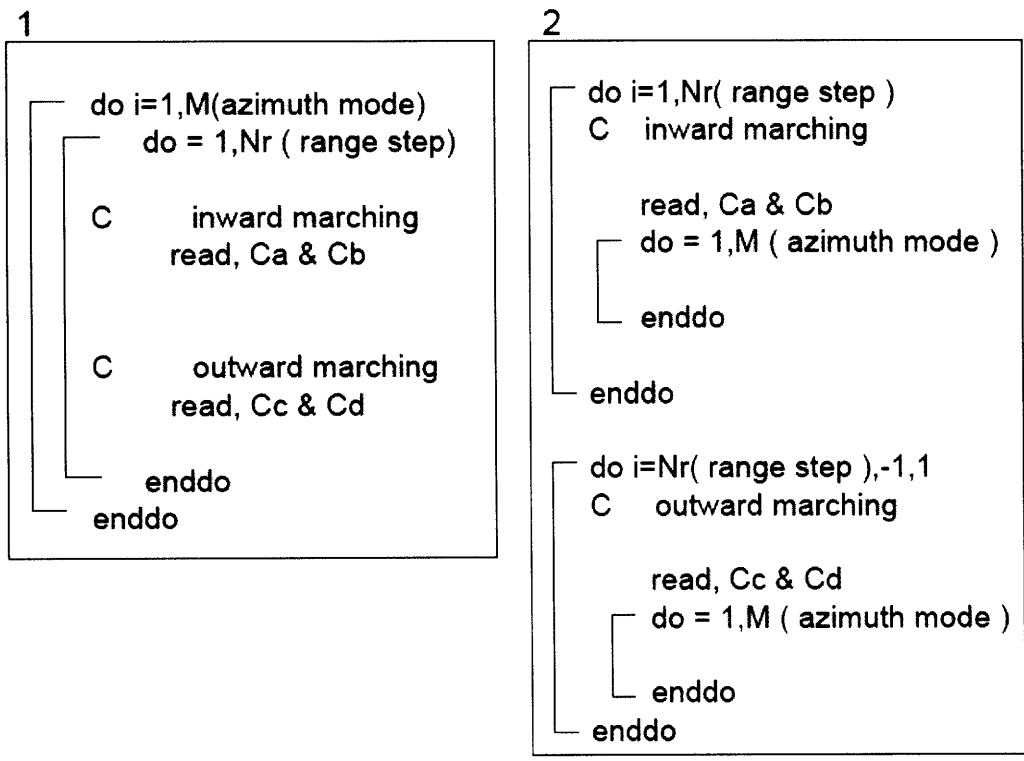 1
do i=1,M(azimuth mode)
do = 1,Nr ( range step)
C inward marching
read, Ca & Cb
C outward marching
read, Cc & Cd
enddo
enddo
2
do i=1,Nr( range step )
C inward marching
read, Ca & Cb
do = 1,M ( azimuth mode )
enddo
enddo
do i=Nr( range step ),-1,1
C outward marching
read, Cc & Cd
do = 1,M ( azimuth mode )
enddo
enddo